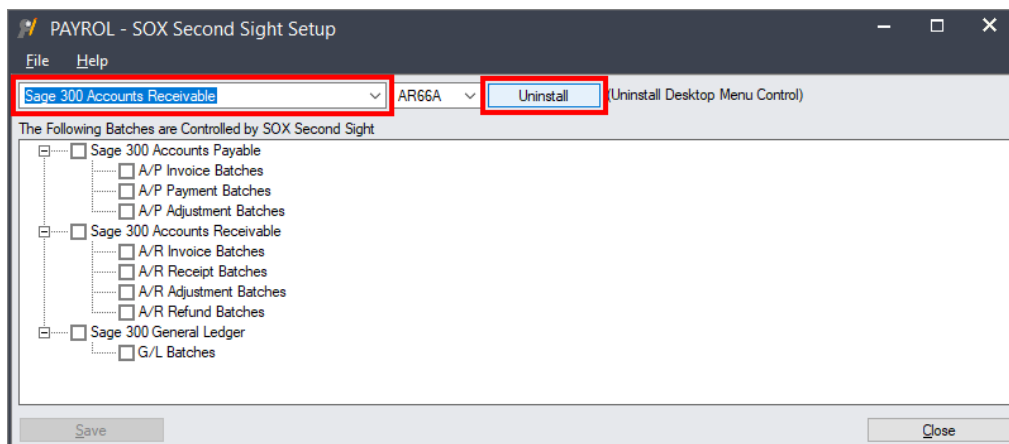 PAYROL - SOX Second Sight Setup
File Help
Sage 300 Accounts Receivable AR66A Uninstall (Uninstall Desktop Menu Control)
The Following Batches are Controlled by SOX Second Sight
Sage 300 Accounts Payable
A/P Invoice Batches
A/P Payment Batches
A/P Adjustment Batches
Sage 300 Accounts Receivable
A/R Invoice Batches
A/R Receipt Batches
A/R Adjustment Batches
A/R Refund Batches
Sage 300 General Ledger
G/L Batches
Save Close